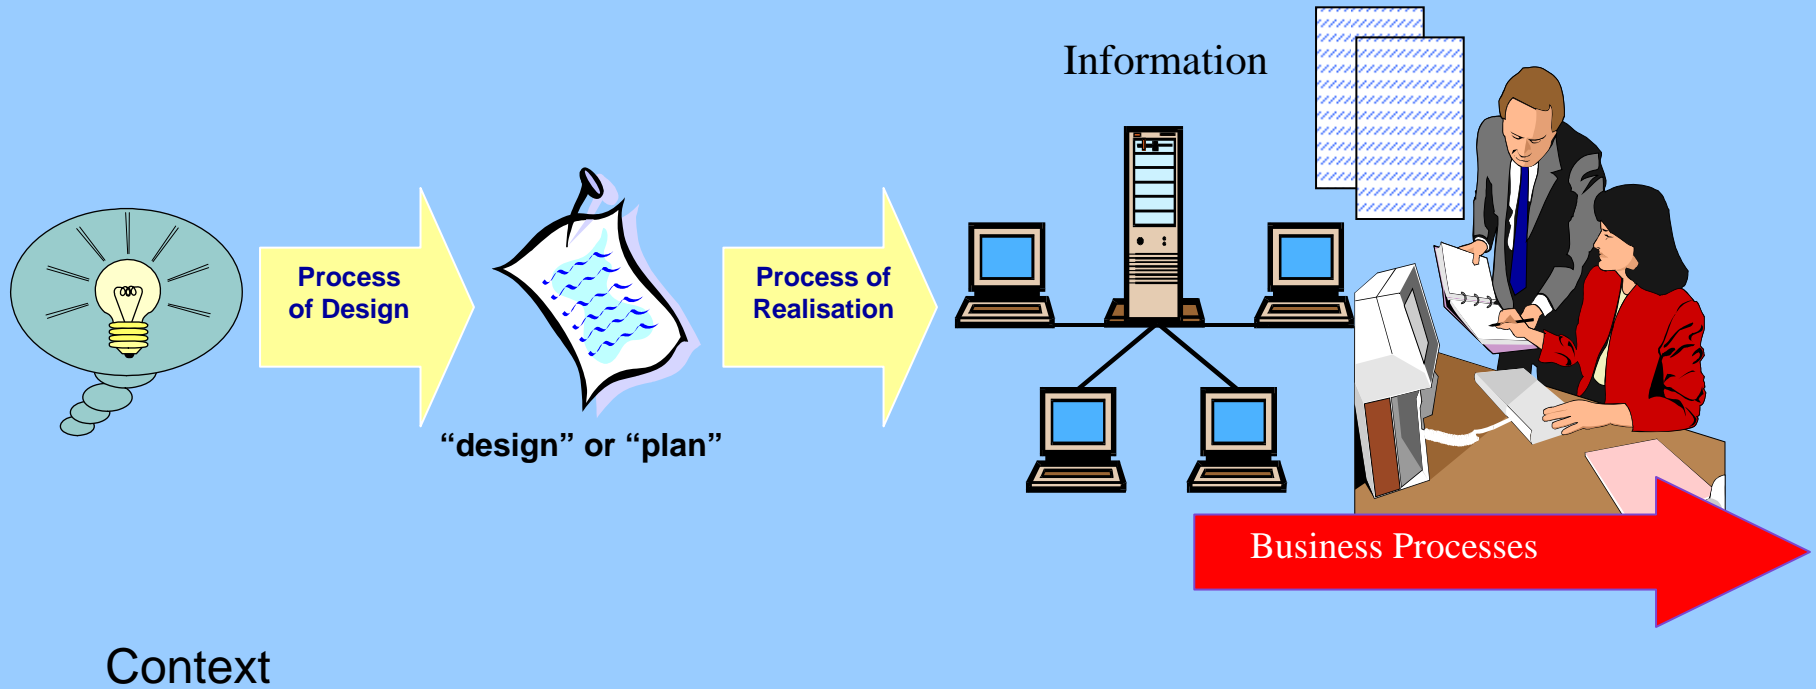 Information
Process
of Design
Process of
Realisation
“design” or “plan”
Business Processes
Context